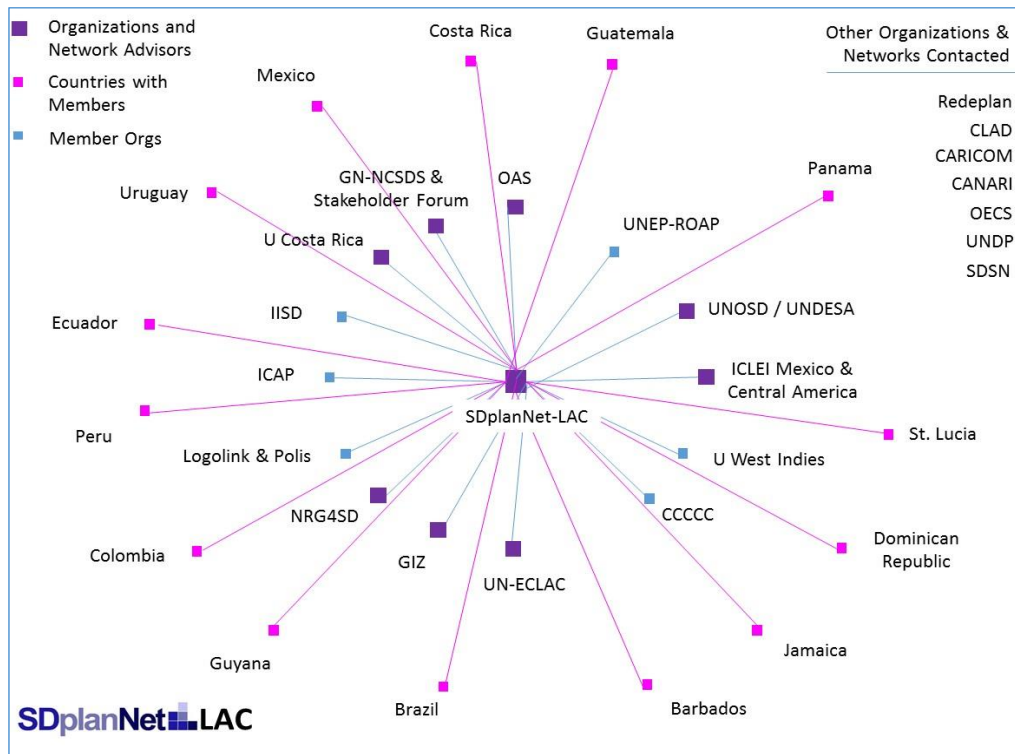 Organizations and
Network Advisors
Countries with
Members
Member Orgs
Costa Rica
Guatemala
Other Organizations &
Networks Contacted
Mexico
Redeplan
CLAD
CARICOM
CANARI
OECS
UNDP
SDSN
Panama
Uruguay
GN-NCSDS &
Stakeholder Forum
OAS
UNEP-ROAP
U Costa Rica
IISD
UNOSD / UNDESA
Ecuador
ICAP
ICLEI Mexico &
Central America
SDplanNet-LAC
Peru
St. Lucia
Logolink & Polis
U West Indies
NRG4SD
CCCCC
Colombia
GIZ
UN-ECLAC
Dominican
Republic
Guyana
Jamaica
Brazil
Barbados
SDplanNet LAC